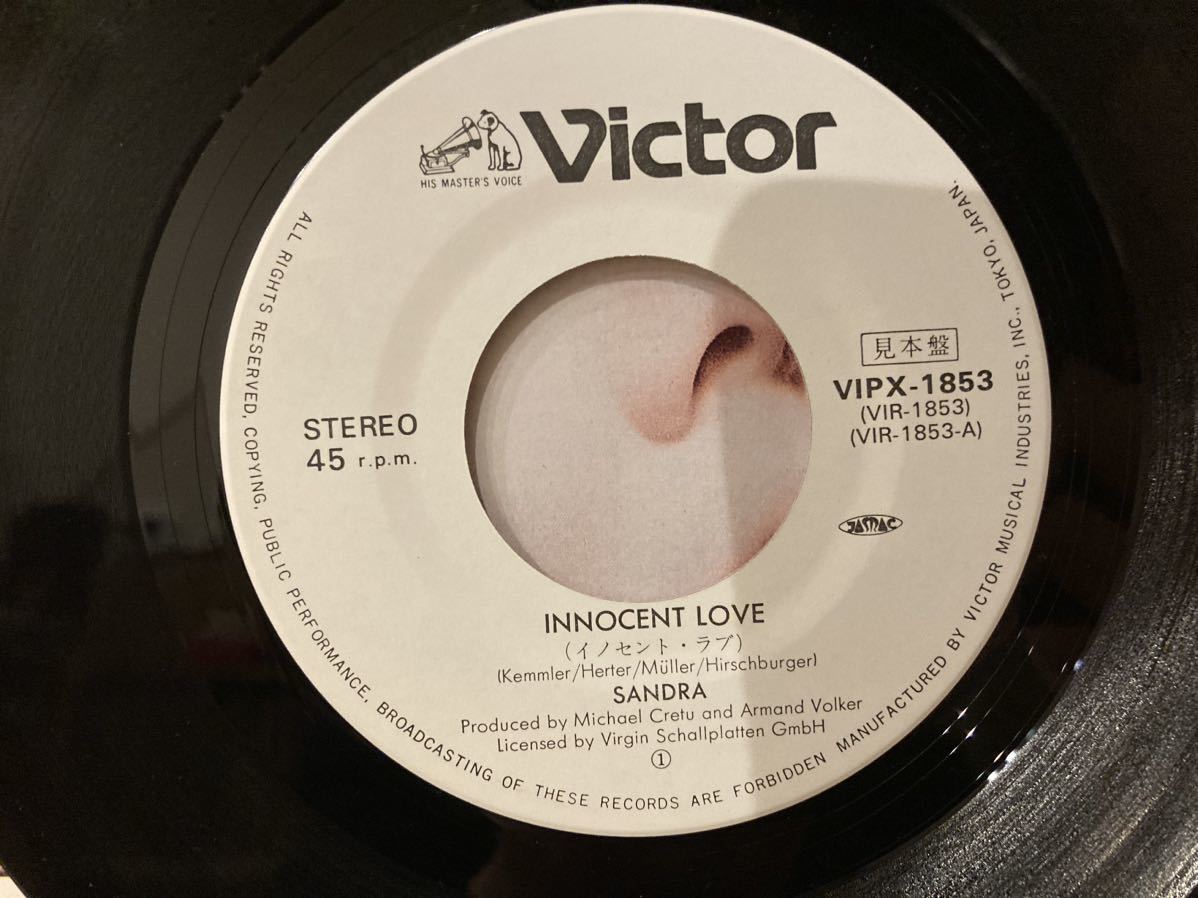 Victor
HIS MASTER'S VOICE
見本盤
VIPX-1853
(VIR-1853)
(VIR-1853-A)
STEREO
45 r.p.m.
JASRAC
INNOCENT LOVE
(イノセント・ラブ)
(Kemmler/Herter/Müller/Hirschburger)
SANDRA
Produced by Michael Cretu and Armand Volker
Licensed by Virgin Schallplatten GmbH
①
ALL RIGHTS RESERVED, COPYING, PUBLIC PERFORMANCE, BROADCASTING OF THESE RECORDS ARE FORBIDDEN MANUFACTURED BY VICTOR MUSICAL INDUSTRIES, INC., TOKYO, JAPAN.